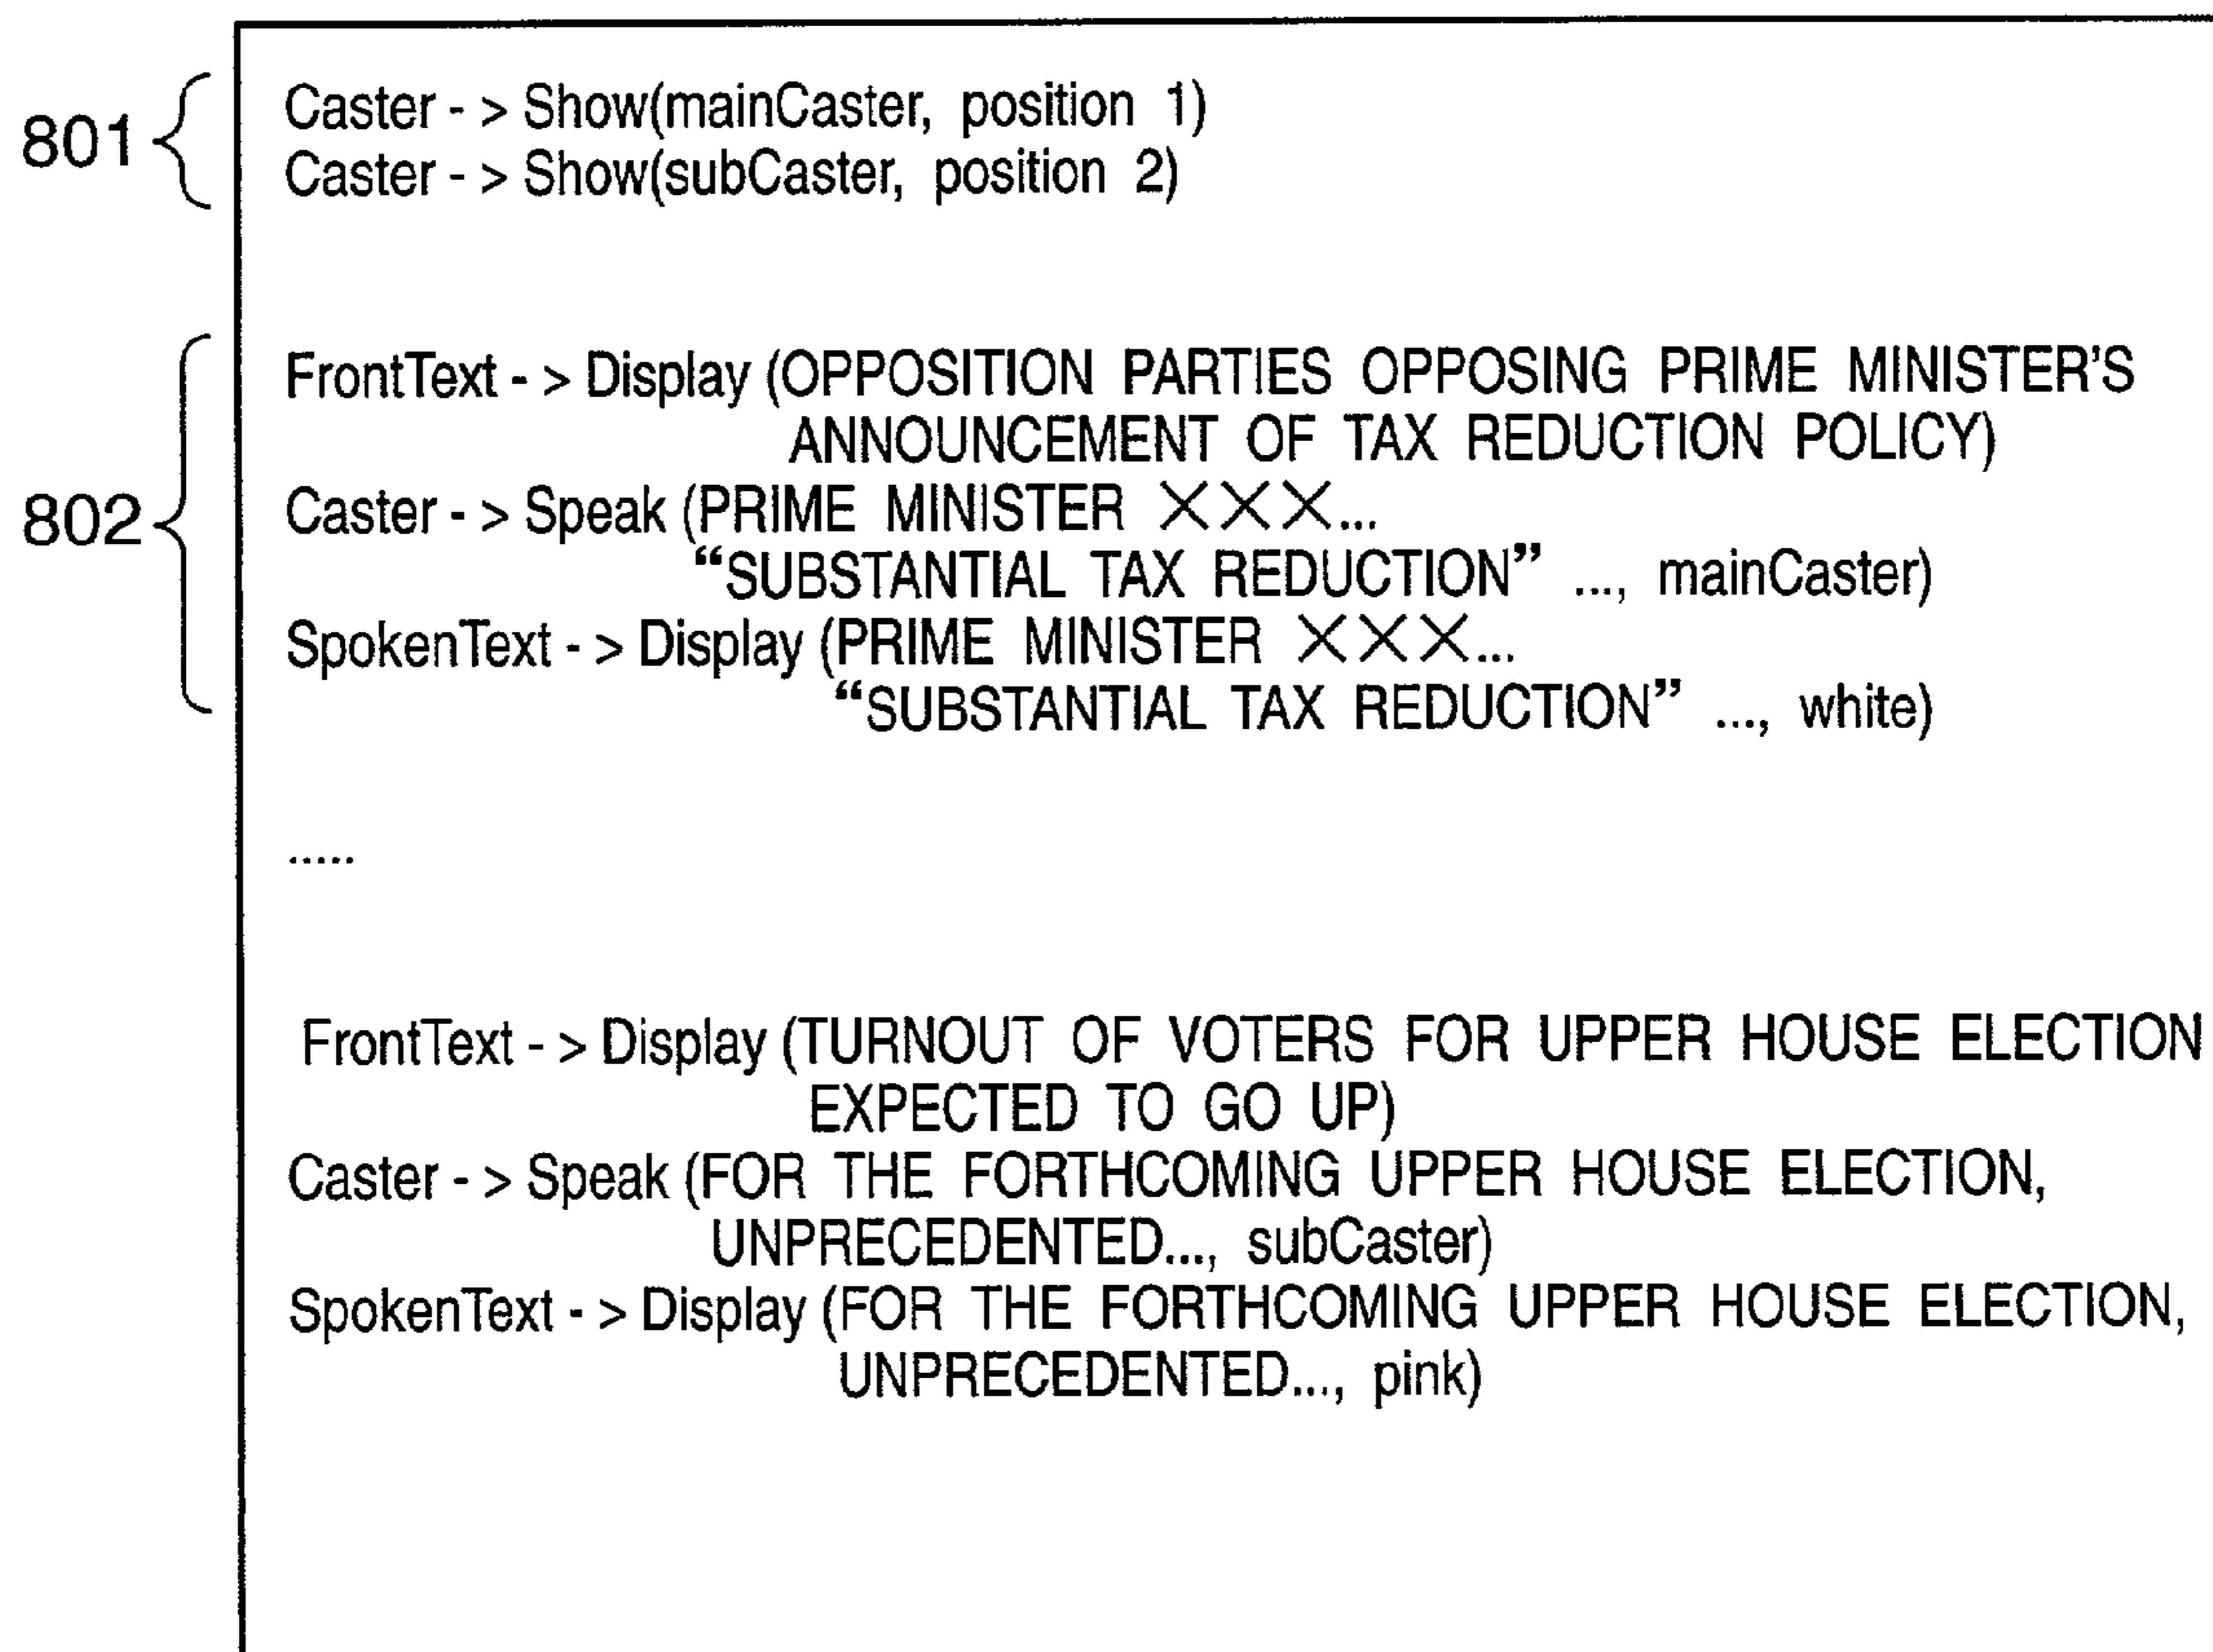 801
Caster - > Show(mainCaster, position 1)
Caster - > Show(subCaster, position 2)
802
FrontText - > Display (OPPOSITION PARTIES OPPOSING PRIME MINISTER'S
ANNOUNCEMENT OF TAX REDUCTION POLICY)
Caster - > Speak (PRIME MINISTER ×××...
“SUBSTANTIAL TAX REDUCTION” ..., mainCaster)
SpokenText - > Display (PRIME MINISTER ×××...
“SUBSTANTIAL TAX REDUCTION” ..., white)
.....
FrontText - > Display (TURNOUT OF VOTERS FOR UPPER HOUSE ELECTION
EXPECTED TO GO UP)
Caster - > Speak (FOR THE FORTHCOMING UPPER HOUSE ELECTION,
UNPRECEDENTED..., subCaster)
SpokenText - > Display (FOR THE FORTHCOMING UPPER HOUSE ELECTION,
UNPRECEDENTED..., pink)